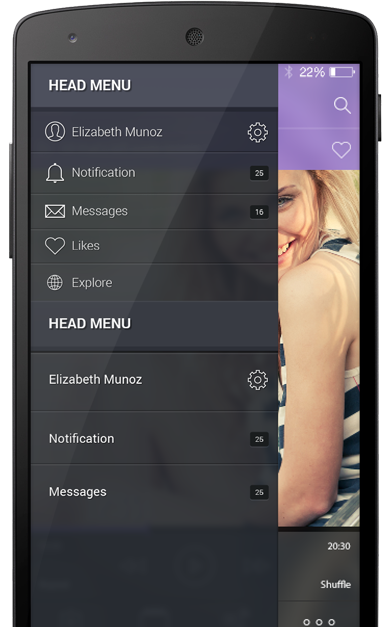 22%
HEAD MENU
Elizabeth Munoz
Notification 25
Messages 16
Likes
Explore
HEAD MENU
Elizabeth Munoz
Notification 25
Messages 25
20:30
Shuffle